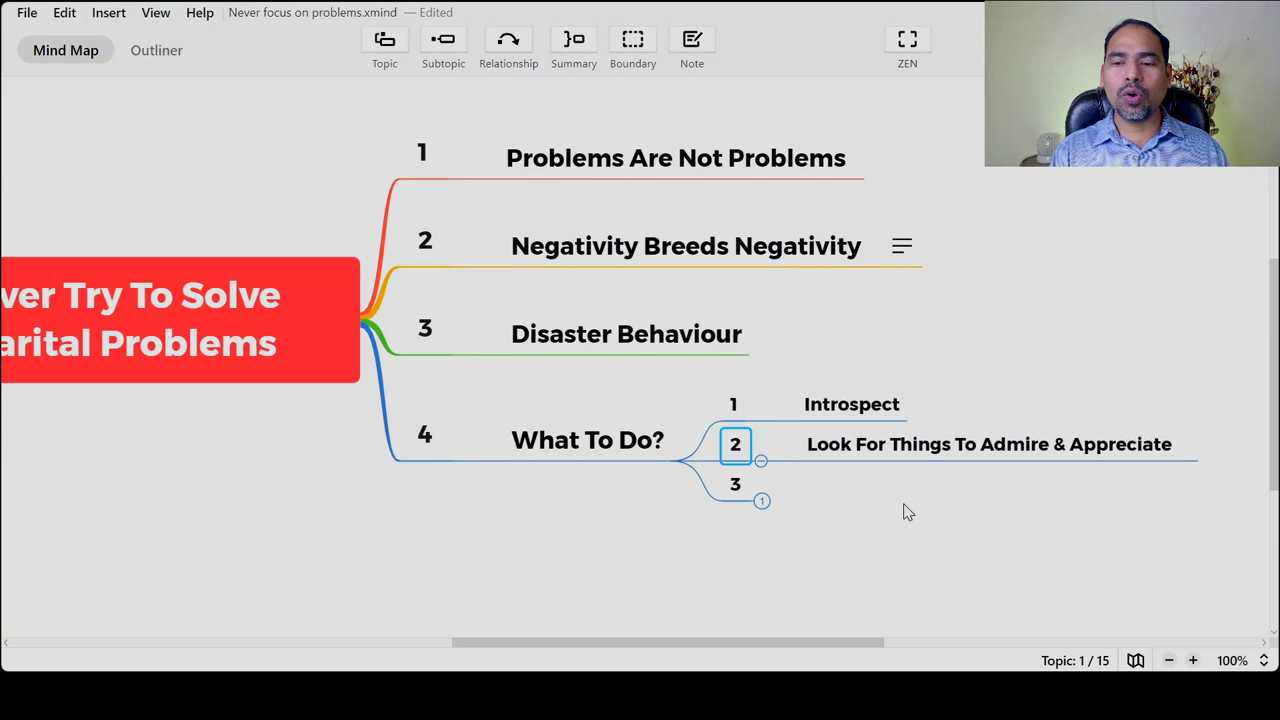 File Edit Insert View Help Never focus on problems.xmind — Edited
Mind Map Outliner
Topic Subtopic Relationship Summary Boundary Note ZEN
1 Problems Are Not Problems
2 Negativity Breeds Negativity
ver Try To Solve
arital Problems
3 Disaster Behaviour
4 What To Do?
1 Introspect
2 Look For Things To Admire & Appreciate
3
1
Topic: 1 / 15 100%